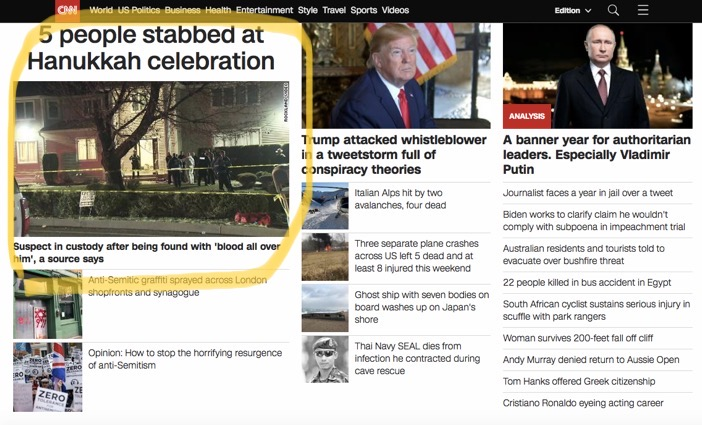 CNN World US Politics Business Health Entertainment Style Travel Sports Videos Edition
5 people stabbed at
Hanukkah celebration
Suspect in custody after being found with 'blood all over
him', a source says
Anti-Semitic graffiti sprayed across London
shopfronts and synagogue
Opinion: How to stop the horrifying resurgence
of anti-Semitism
ZERO
TOLERANCE
Trump attacked whistleblower
in a tweetstorm full of
conspiracy theories
Italian Alps hit by two
avalanches, four dead
Three separate plane crashes
across US left 5 dead and at
least 8 injured this weekend
Ghost ship with seven bodies on
board washes up on Japan's
shore
Thai Navy SEAL dies from
infection he contracted during
cave rescue
ANALYSIS
A banner year for authoritarian
leaders. Especially Vladimir
Putin
Journalist faces a year in jail over a tweet
Biden works to clarify claim he wouldn't
comply with subpoena in impeachment trial
Australian residents and tourists told to
evacuate over bushfire threat
22 people killed in bus accident in Egypt
South African cyclist sustains serious injury in
scuffle with park rangers
Woman survives 200-feet fall off cliff
Andy Murray denied return to Aussie Open
Tom Hanks offered Greek citizenship
Cristiano Ronaldo eyeing acting career